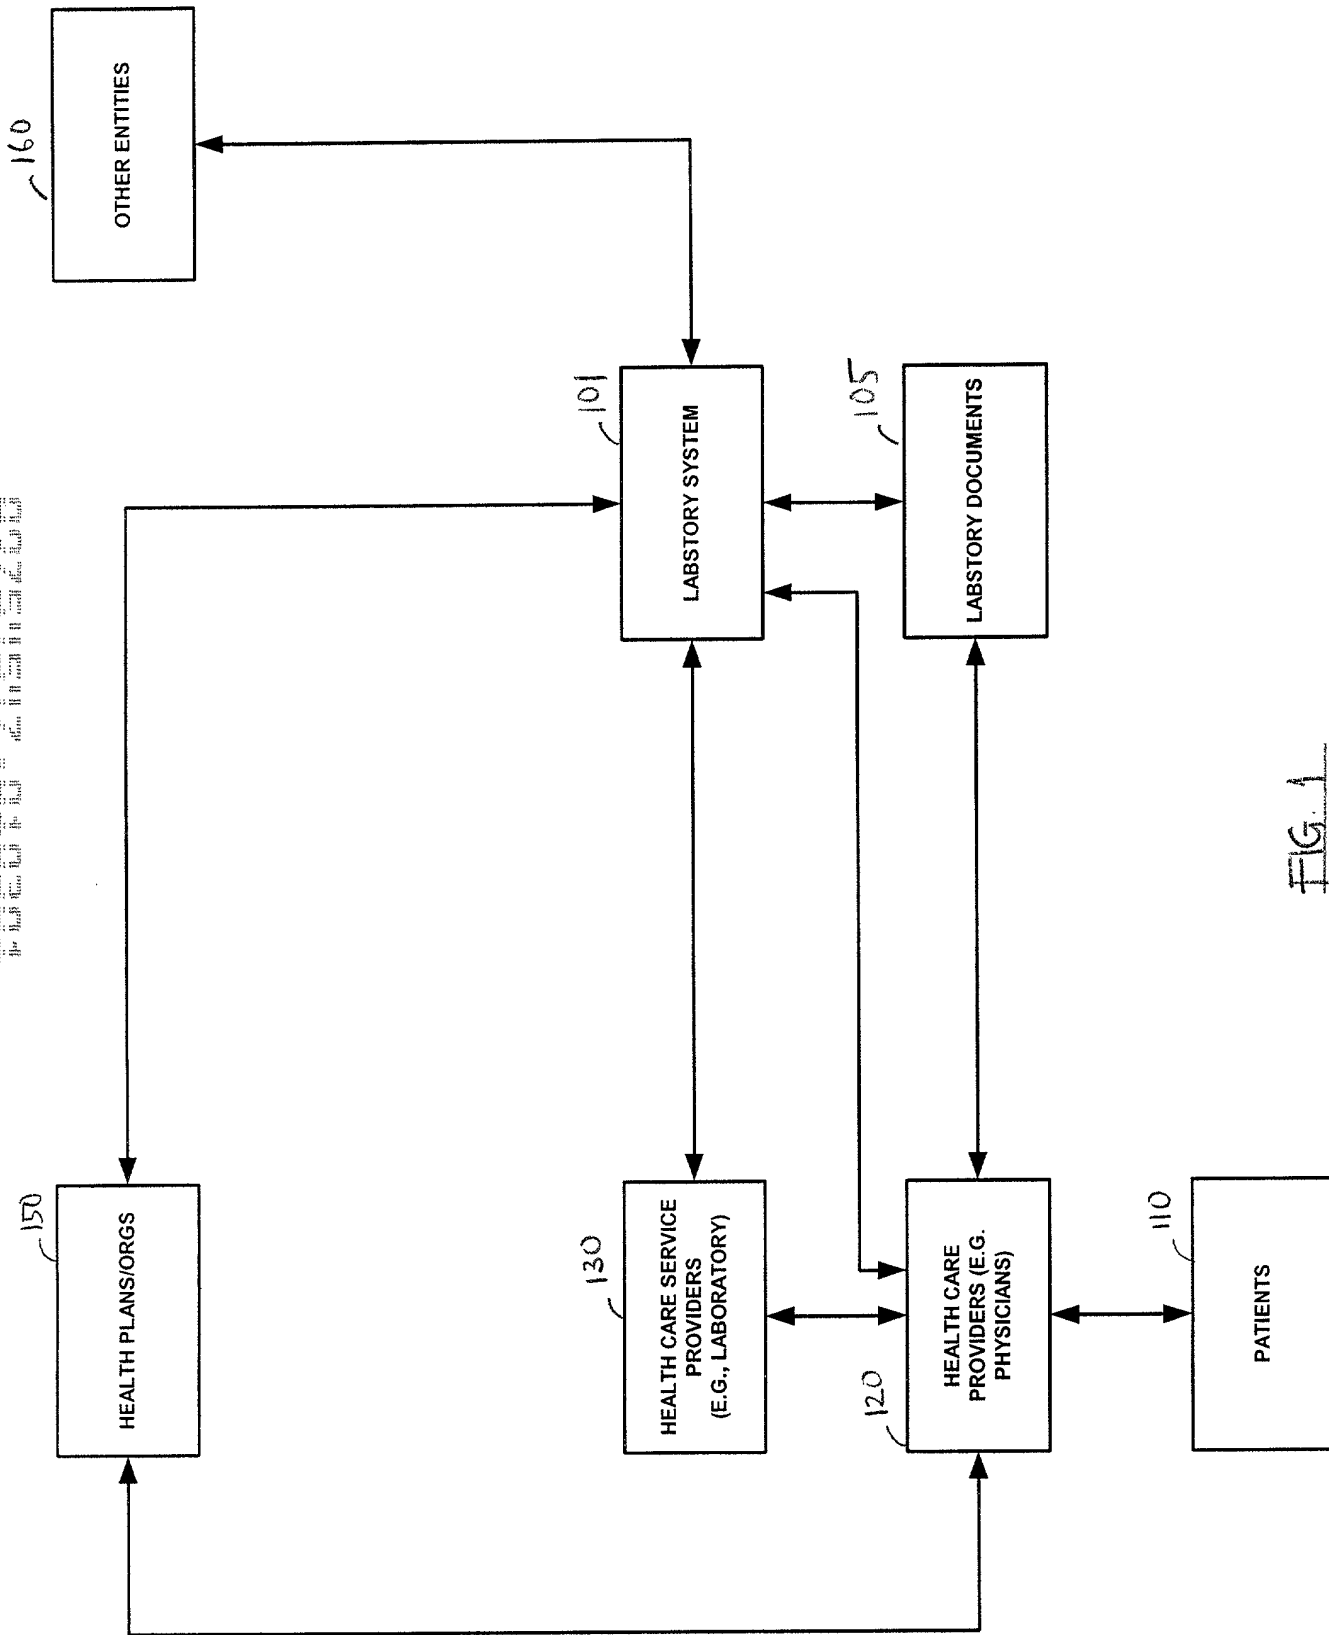 150
HEALTH PLANS/ORGS
160
OTHER ENTITIES
130
HEALTH CARE SERVICE
PROVIDERS
(E.G., LABORATORY)
101
LABSTORY SYSTEM
120
HEALTH CARE
PROVIDERS (E.G.
PHYSICIANS)
105
LABSTORY DOCUMENTS
110
PATIENTS
FIG. 1